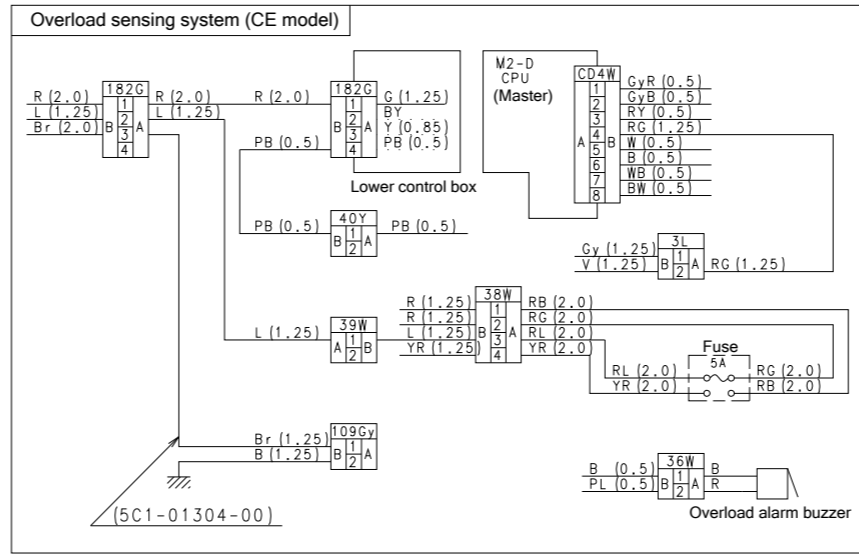 Overload sensing system (CE model)
182G
R (2.0)
L (1.25)
Br (2.0)
B
1
2
3
4
A
R (2.0)
L (1.25)
R (2.0)
182G
B
1
2
3
4
A
G (1.25)
BY
Y (0.85)
PB (0.5)
PB (0.5)
Lower control box
M2-D
CPU
(Master)
CD4W
A
1
2
3
4
5
6
7
8
B
GyR (0.5)
GyB (0.5)
RY (0.5)
RG (1.25)
W (0.5)
B (0.5)
WB (0.5)
BW (0.5)
40Y
PB (0.5)
B
1
2
A
PB (0.5)
3L
Gy (1.25)
V (1.25)
B
1
2
A
RG (1.25)
39W
L (1.25)
A
1
2
B
38W
R (1.25)
R (1.25)
L (1.25)
YR (1.25)
B
1
2
3
4
A
RB (2.0)
RG (2.0)
RL (2.0)
YR (2.0)
Fuse
5A
RL (2.0)
YR (2.0)
RG (2.0)
RB (2.0)
109Gy
Br (1.25)
B (1.25)
B
1
2
A
(5C1-01304-00)
36W
B (0.5)
PL (0.5)
B
1
2
A
B
R
Overload alarm buzzer